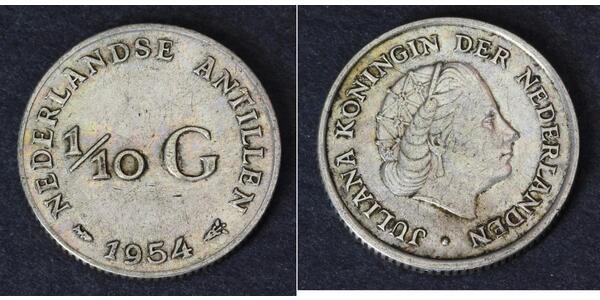 NEDERLANDSE ANTILLEN
1/10 G
1954
JULIANA KONINGIN DER NEDERLANDEN